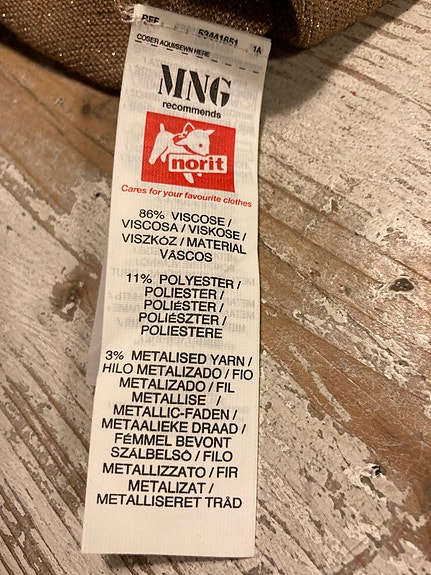 REF. 53441651 1A
COSER AQUI/SEWN HERE
MNG
recommends
norit
Cares for your favourite clothes
86% VISCOSE /
VISCOSA / VISKOSE /
VISZKÓZ / MATERIAL
VASCOS
11% POLYESTER /
POLIESTER /
POLIÉSTER /
POLIÉSZTER /
POLIESTERE
3% METALISED YARN /
HILO METALIZADO / FIO
METALIZADO / FIL
METALLISE /
METALLIC-FADEN /
METAALIEKE DRAAD /
FÉMMEL BEVONT
SZÁLBELSŐ / FILO
METALLIZZATO / FIR
METALIZAT /
METALLISERET TRÅD